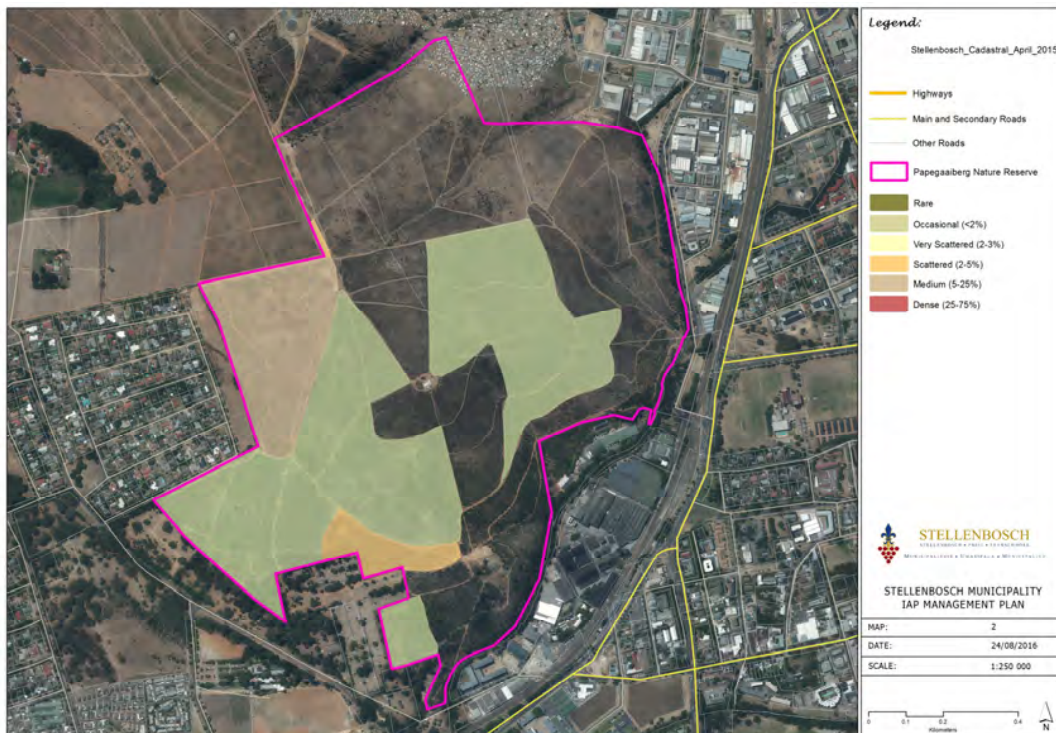 Legend:
Stellenbosch_Cadastral_April_2015
Highways
Main and Secondary Roads
Other Roads
Papegaaiberg Nature Reserve
Rare
Occasional (<2%)
Very Scattered (2-3%)
Scattered (2-5%)
Medium (5-25%)
Dense (25-75%)
STELLENBOSCH
STELLENBOSCH MUNICIPALITY
IAP MANAGEMENT PLAN
MAP: 2
DATE: 24/08/2016
SCALE: 1:250 000
0 0.1 0.2 0.4
Kilometers
N